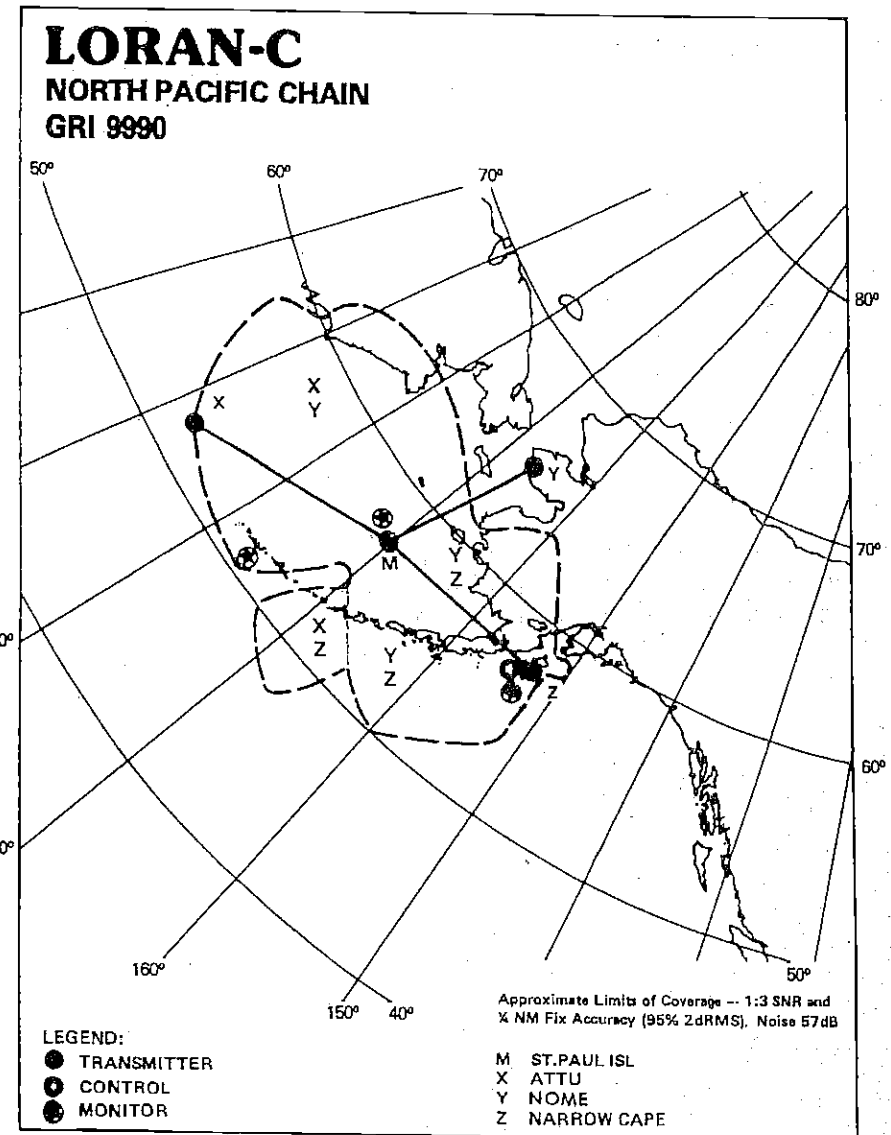 LORAN-C
NORTH PACIFIC CHAIN
GRI 9990
50° 60° 70°
80°
X
X
Y
Y
M
Y
Z
70°
X
Z
Y
Z
Z
60°
160°
150° 40°
50°
Approximate Limits of Coverage -- 1:3 SNR and
¼ NM Fix Accuracy (95% 2dRMS), Noise 57dB
LEGEND:
TRANSMITTER
CONTROL
MONITOR
M ST.PAUL ISL
X ATTU
Y NOME
Z NARROW CAPE